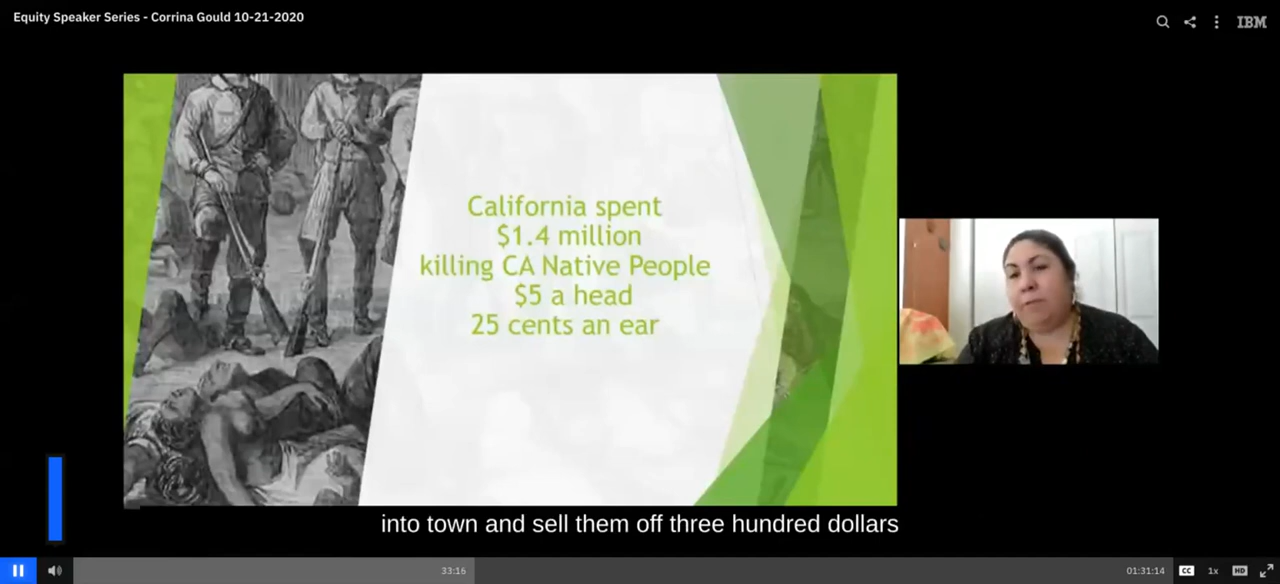 Equity Speaker Series - Corrina Gould 10-21-2020
IBM
California spent
$1.4 million
killing CA Native People
$5 a head
25 cents an ear
into town and sell them off three hundred dollars
33:16
01:31:14
CC
1x
HD